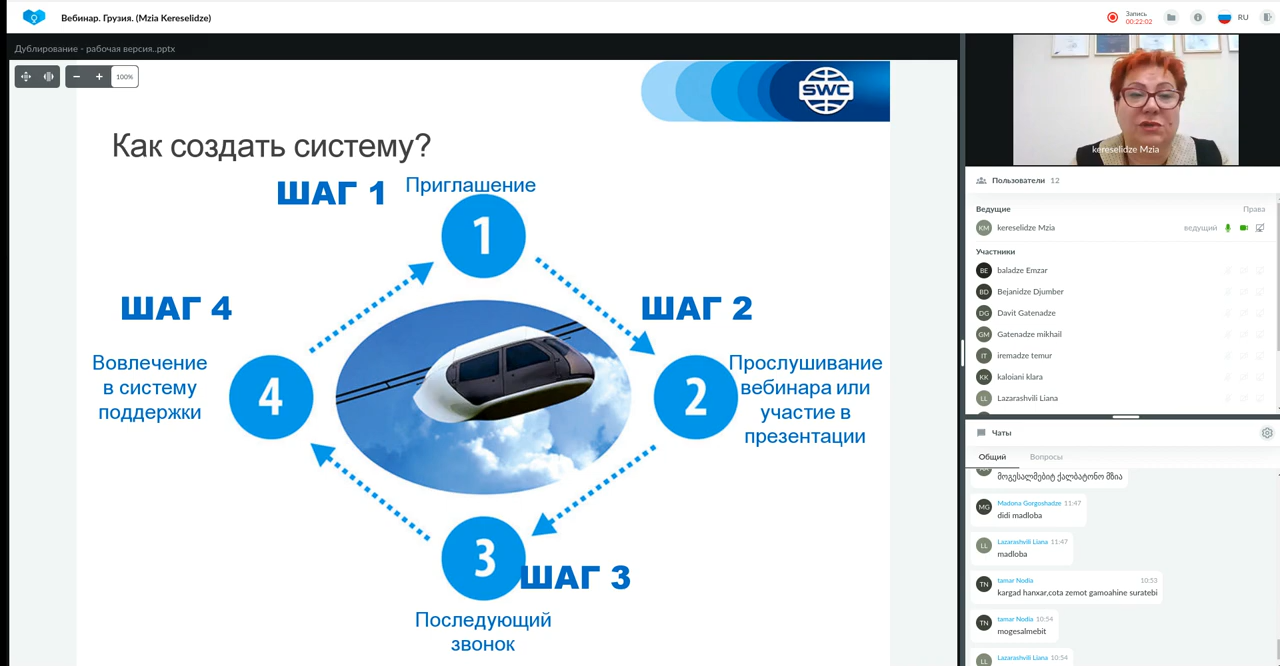 Вебинар. Грузия. (Mzia Kereselidze)
Запись
00:22:02
RU
Дублирование - рабочая версия..pptx
100%
SWC
Как создать систему?
ШАГ 1
Приглашение
1
ШАГ 2
2
Прослушивание
вебинара или
участие в
презентации
ШАГ 3
3
Последующий
звонок
ШАГ 4
4
Вовлечение
в систему
поддержки
kereselidze Mzia
Пользователи 12
Ведущие Права
KM kereselidze Mzia ведущий
Участники
BE baladze Emzar
BD Bejanidze Djumber
DG Davit Gatenadze
GM Gatenadze mikhail
IT iremadze temur
KK kaloiani klara
LL Lazarashvili Liana
Чаты
Общий Вопросы
მოგესალმებიტ ქალბატონო მზია
MG Madona Gorgoshadze 11:47
didi madloba
LL Lazarashvili Liana 11:47
madloba
TN tamar Nodia 10:53
kargad hanxar,cota zemot gamoahine suratebi
TN tamar Nodia 10:54
mogesalmebit
LL Lazarashvili Liana 10:54